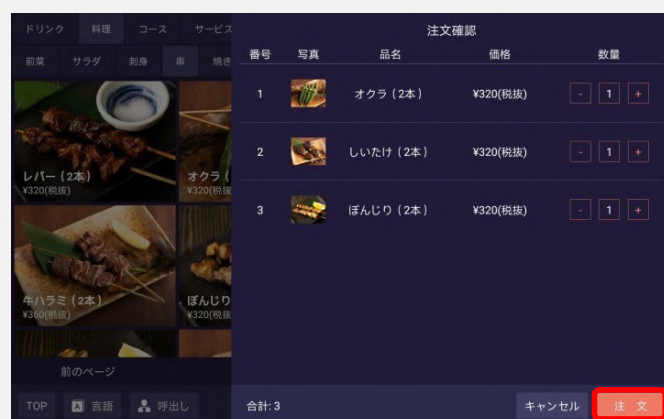 ドリンク 料理 コース サービス
前菜 サラダ 刺身 串 焼き
レバー (2本)
¥320(税抜)
オクラ (
¥320(税抜
牛ハラミ (2本)
¥360(税抜)
ぼんじり
¥320(税抜
前のページ
TOP A 言語 呼出し
注文確認
番号 写真 品名 価格 数量
1 オクラ (2本) ¥320(税抜) - 1 +
2 しいたけ (2本) ¥320(税抜) - 1 +
3 ぼんじり (2本) ¥320(税抜) - 1 +
合計: 3 キャンセル 注 文